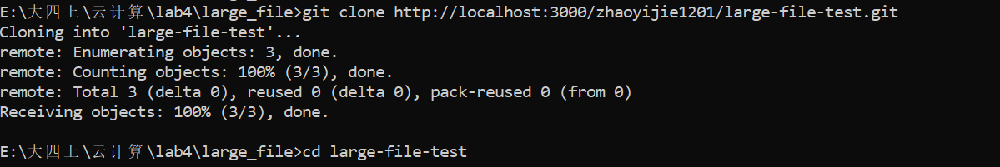 E:\大四上\云计算\lab4\large_file>git clone http://localhost:3000/zhaoyijie1201/large-file-test.git
Cloning into 'large-file-test'...
remote: Enumerating objects: 3, done.
remote: Counting objects: 100% (3/3), done.
remote: Total 3 (delta 0), reused 0 (delta 0), pack-reused 0 (from 0)
Receiving objects: 100% (3/3), done.
E:\大四上\云计算\lab4\large_file>cd large-file-test